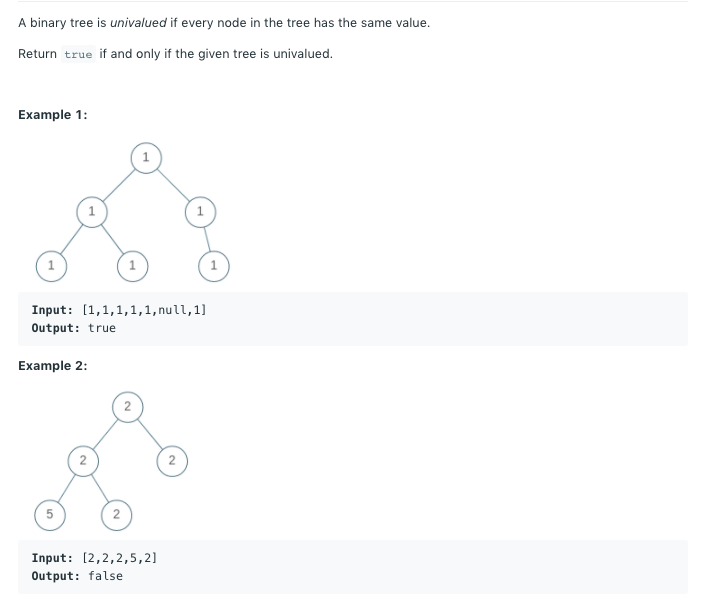 A binary tree is univalued if every node in the tree has the same value.
Return true if and only if the given tree is univalued.
Example 1:
1
1 1
1 1 1
Input: [1,1,1,1,1,null,1]
Output: true
Example 2:
2
2 2
5 2
Input: [2,2,2,5,2]
Output: false